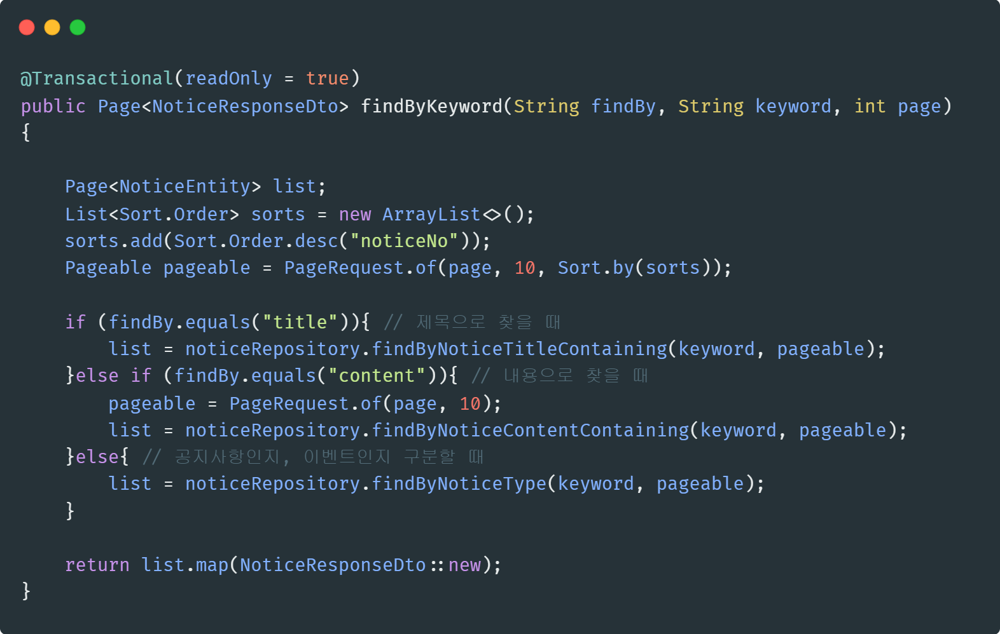 @Transactional(readOnly = true)
public Page<NoticeResponseDto> findByKeyword(String findBy, String keyword, int page)
{
Page<NoticeEntity> list;
List<Sort.Order> sorts = new ArrayList<>();
sorts.add(Sort.Order.desc("noticeNo"));
Pageable pageable = PageRequest.of(page, 10, Sort.by(sorts));
if (findBy.equals("title")){ // 제목으로 찾을 때
list = noticeRepository.findByNoticeTitleContaining(keyword, pageable);
}else if (findBy.equals("content")){ // 내용으로 찾을 때
pageable = PageRequest.of(page, 10);
list = noticeRepository.findByNoticeContentContaining(keyword, pageable);
}else{ // 공지사항인지, 이벤트인지 구분할 때
list = noticeRepository.findByNoticeType(keyword, pageable);
}
return list.map(NoticeResponseDto::new);
}